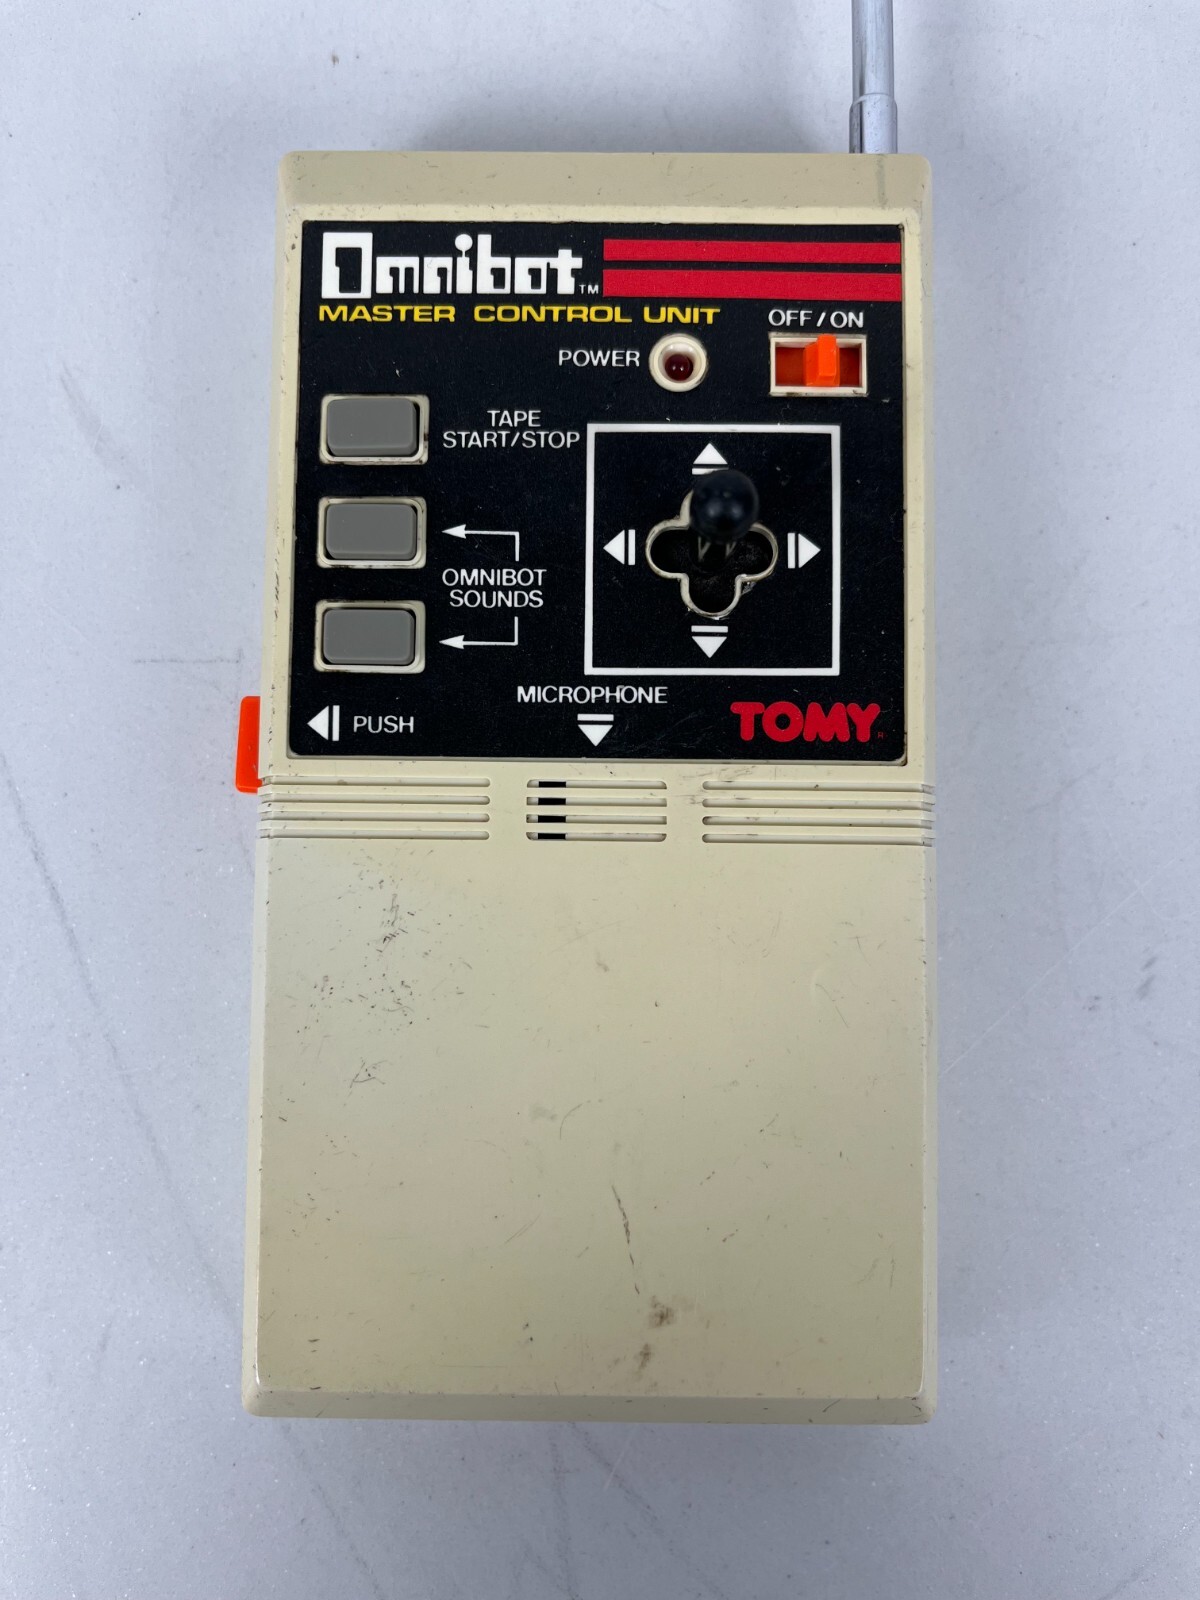 Omnibot™
MASTER CONTROL UNIT
OFF/ON
POWER
TAPE
START/STOP
OMNIBOT
SOUNDS
MICROPHONE
PUSH
TOMY®